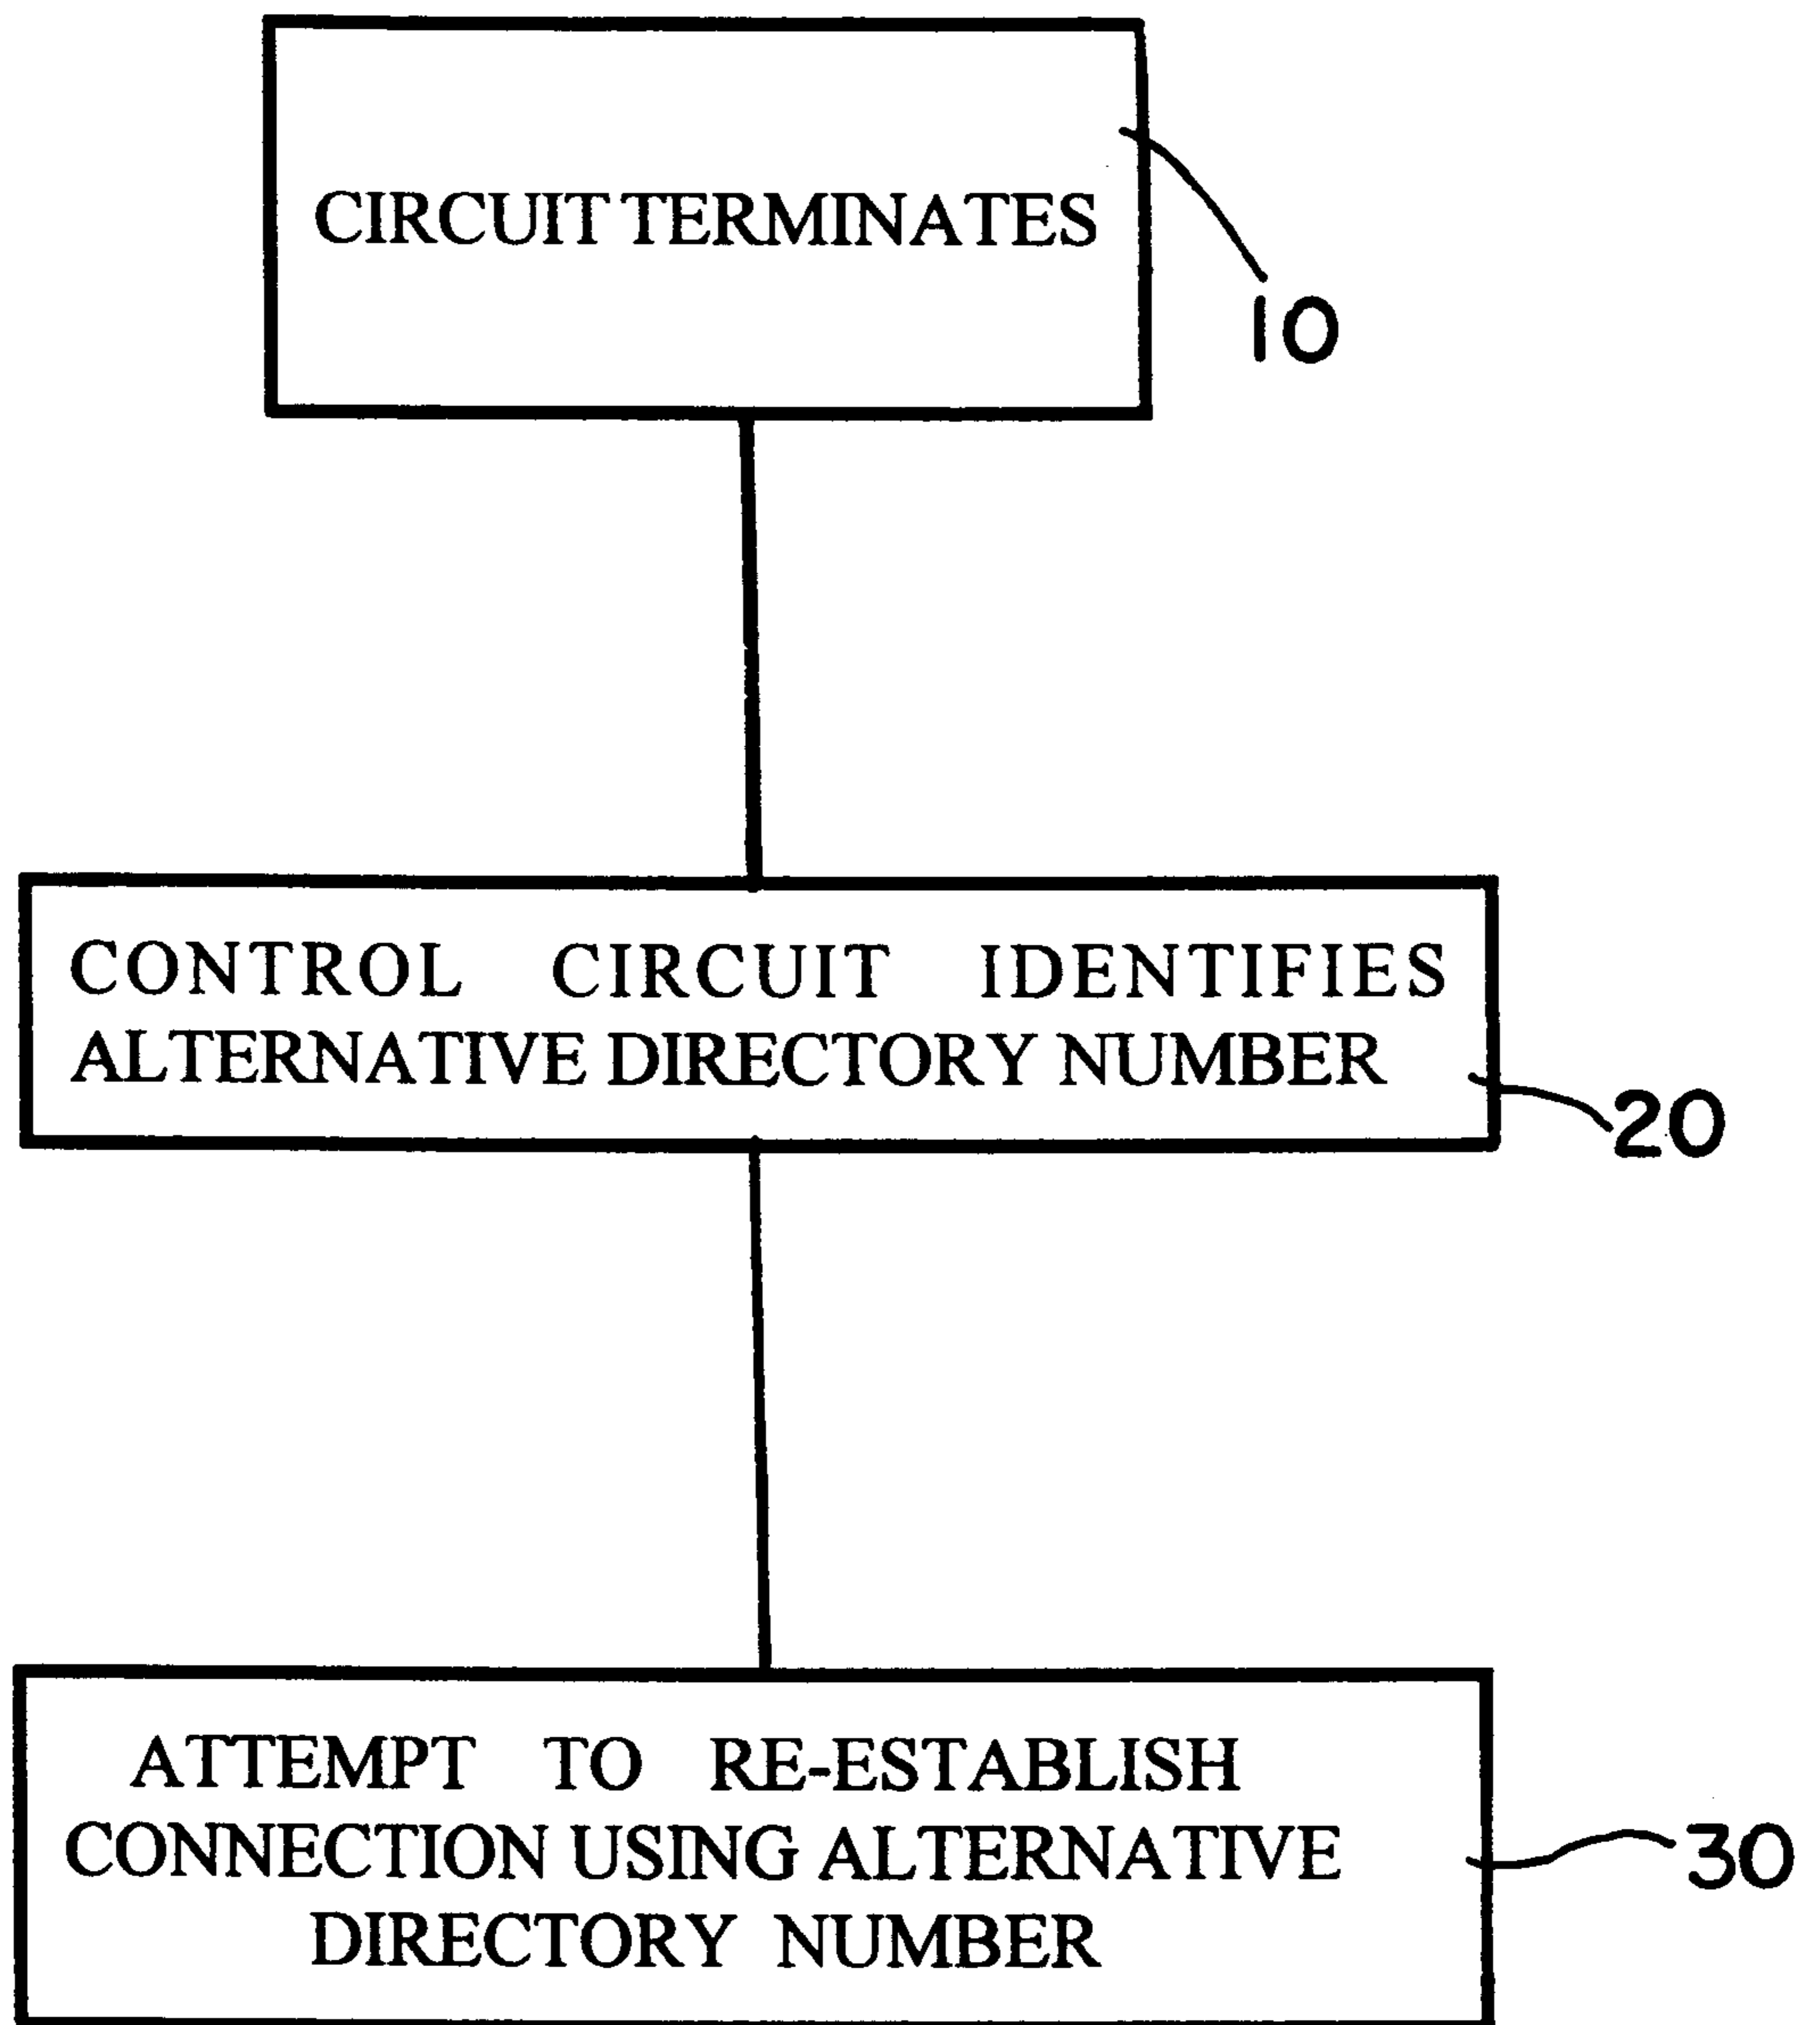 CIRCUIT TERMINATES
10
CONTROL CIRCUIT IDENTIFIES
ALTERNATIVE DIRECTORY NUMBER
20
ATTEMPT TO RE-ESTABLISH
CONNECTION USING ALTERNATIVE
DIRECTORY NUMBER
30